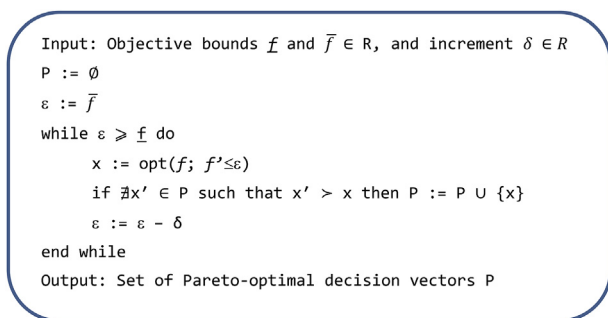 Input: Objective bounds f̲ and f̅ ∈ R, and increment δ ∈ R
P := ∅
ε := f̅
while ε ⩾ f̲ do
x := opt(f; f'≤ε)
if ∄x' ∈ P such that x' ≻ x then P := P ∪ {x}
ε := ε − δ
end while
Output: Set of Pareto-optimal decision vectors P